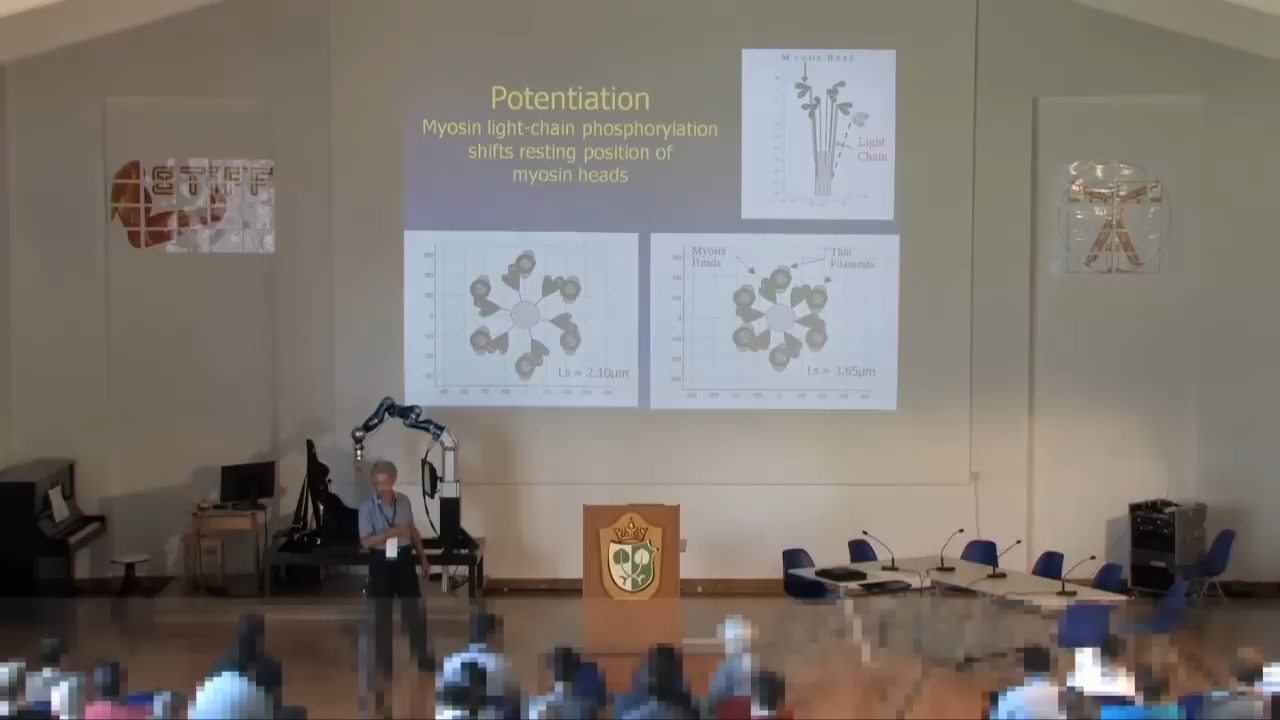 Potentiation
Myosin light-chain phosphorylation
shifts resting position of
myosin heads
Light
Chain
STIFF
Myosin
Heads
Thin
Filaments
Ls = 2.10µm
Ls = 3.65µm